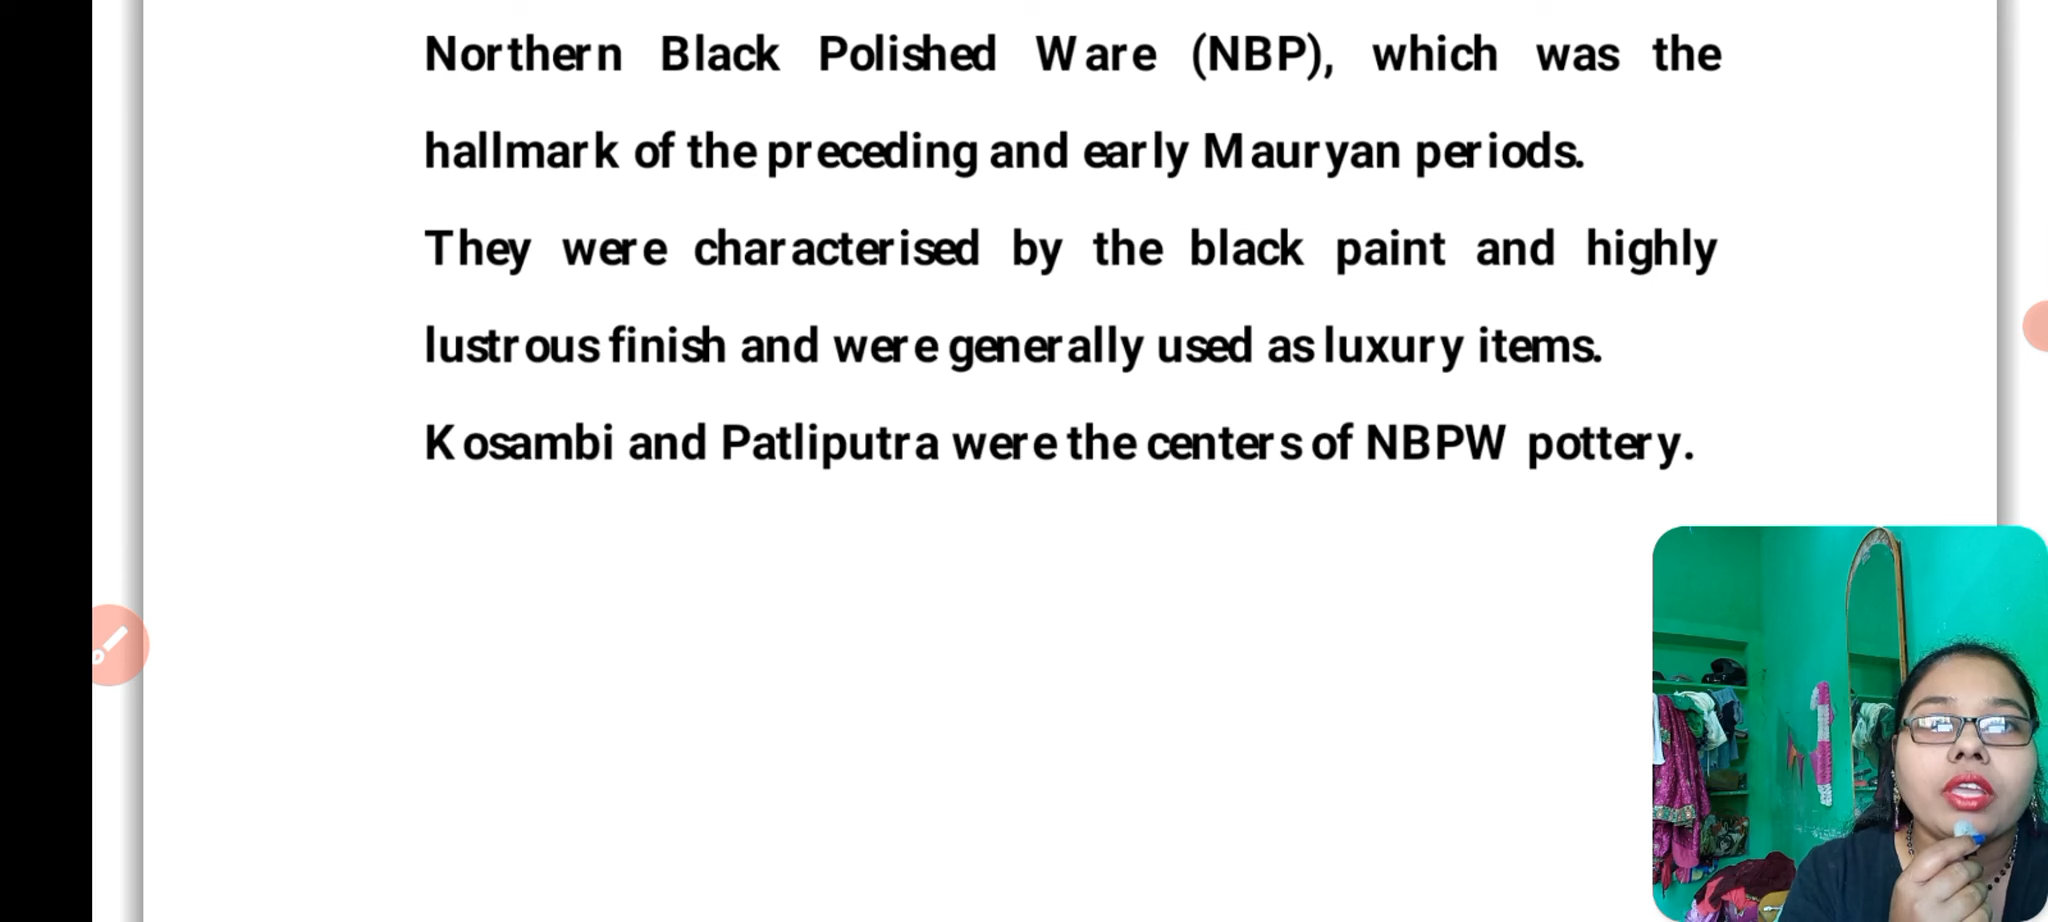 Northern Black Polished Ware (NBP), which was the
hallmark of the preceding and early Mauryan periods.
They were characterised by the black paint and highly
lustrous finish and were generally used as luxury items.
Kosambi and Patliputra were the centers of NBPW pottery.